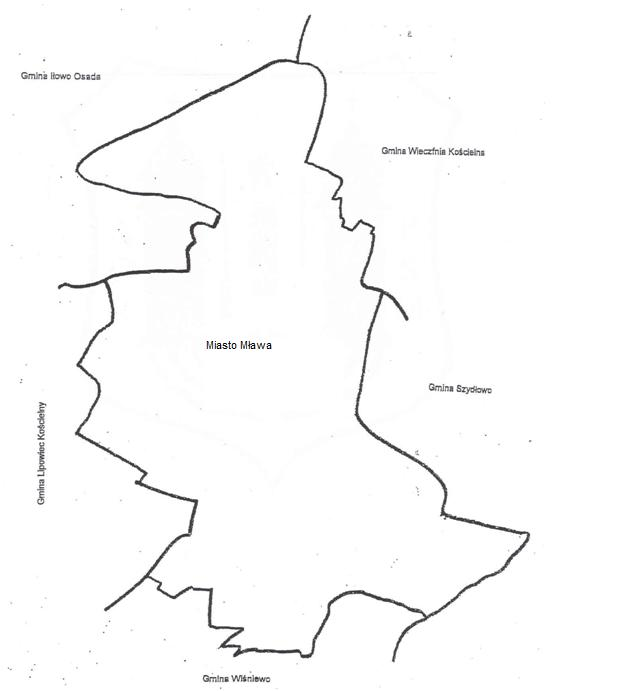 Gmina Iłowo Osada
Gmina Wieczfnia Kościelna
Miasto Mława
Gmina Szydłowo
Gmina Lipowiec Kościelny
Gmina Wiśniewo